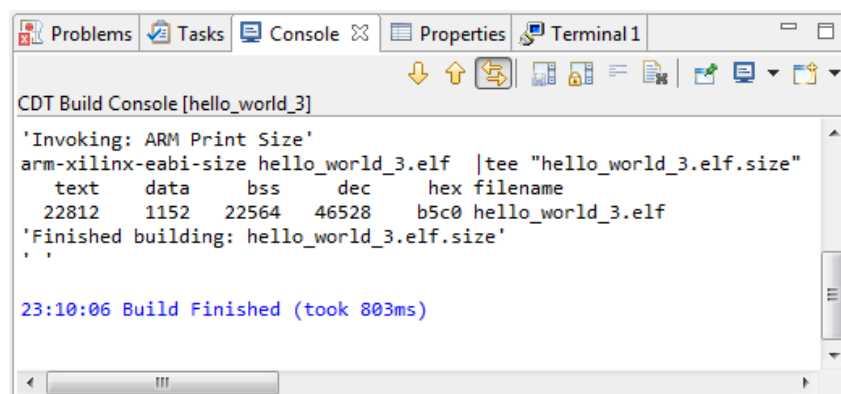 Problems Tasks Console Properties Terminal 1
CDT Build Console [hello_world_3]
'Invoking: ARM Print Size'
arm-xilinx-eabi-size hello_world_3.elf  |tee "hello_world_3.elf.size"
   text    data     bss     dec     hex filename
  22812    1152   22564   46528    b5c0 hello_world_3.elf
'Finished building: hello_world_3.elf.size'
' '
23:10:06 Build Finished (took 803ms)